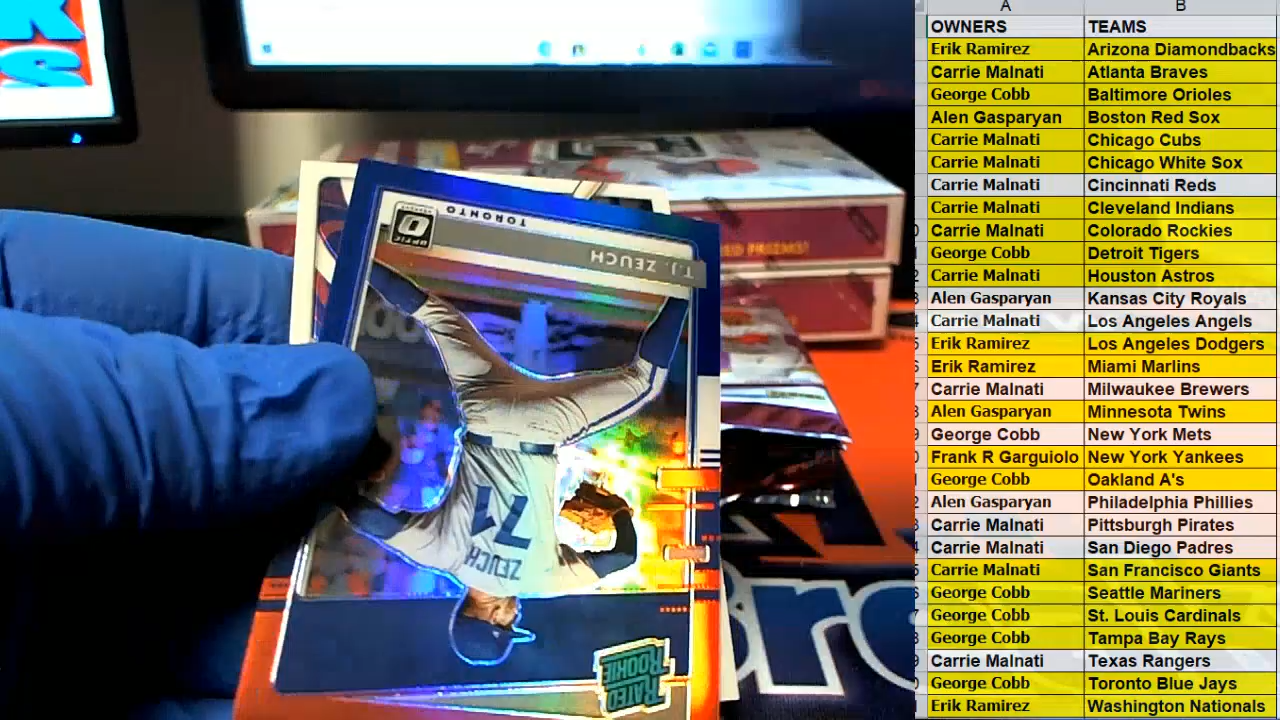 K
S
TORONTO
OPTIC
T.J. ZEUCH
ZEUCH
71
RATED
ROOKIE
ED PRIZMS!
Bro
A B
OWNERS TEAMS
Erik Ramirez Arizona Diamondbacks
Carrie Malnati Atlanta Braves
George Cobb Baltimore Orioles
Alen Gasparyan Boston Red Sox
Carrie Malnati Chicago Cubs
Carrie Malnati Chicago White Sox
Carrie Malnati Cincinnati Reds
Carrie Malnati Cleveland Indians
Carrie Malnati Colorado Rockies
George Cobb Detroit Tigers
Carrie Malnati Houston Astros
Alen Gasparyan Kansas City Royals
Carrie Malnati Los Angeles Angels
Erik Ramirez Los Angeles Dodgers
Erik Ramirez Miami Marlins
Carrie Malnati Milwaukee Brewers
Alen Gasparyan Minnesota Twins
George Cobb New York Mets
Frank R Garguiolo New York Yankees
George Cobb Oakland A's
Alen Gasparyan Philadelphia Phillies
Carrie Malnati Pittsburgh Pirates
Carrie Malnati San Diego Padres
Carrie Malnati San Francisco Giants
George Cobb Seattle Mariners
George Cobb St. Louis Cardinals
George Cobb Tampa Bay Rays
Carrie Malnati Texas Rangers
George Cobb Toronto Blue Jays
Erik Ramirez Washington Nationals